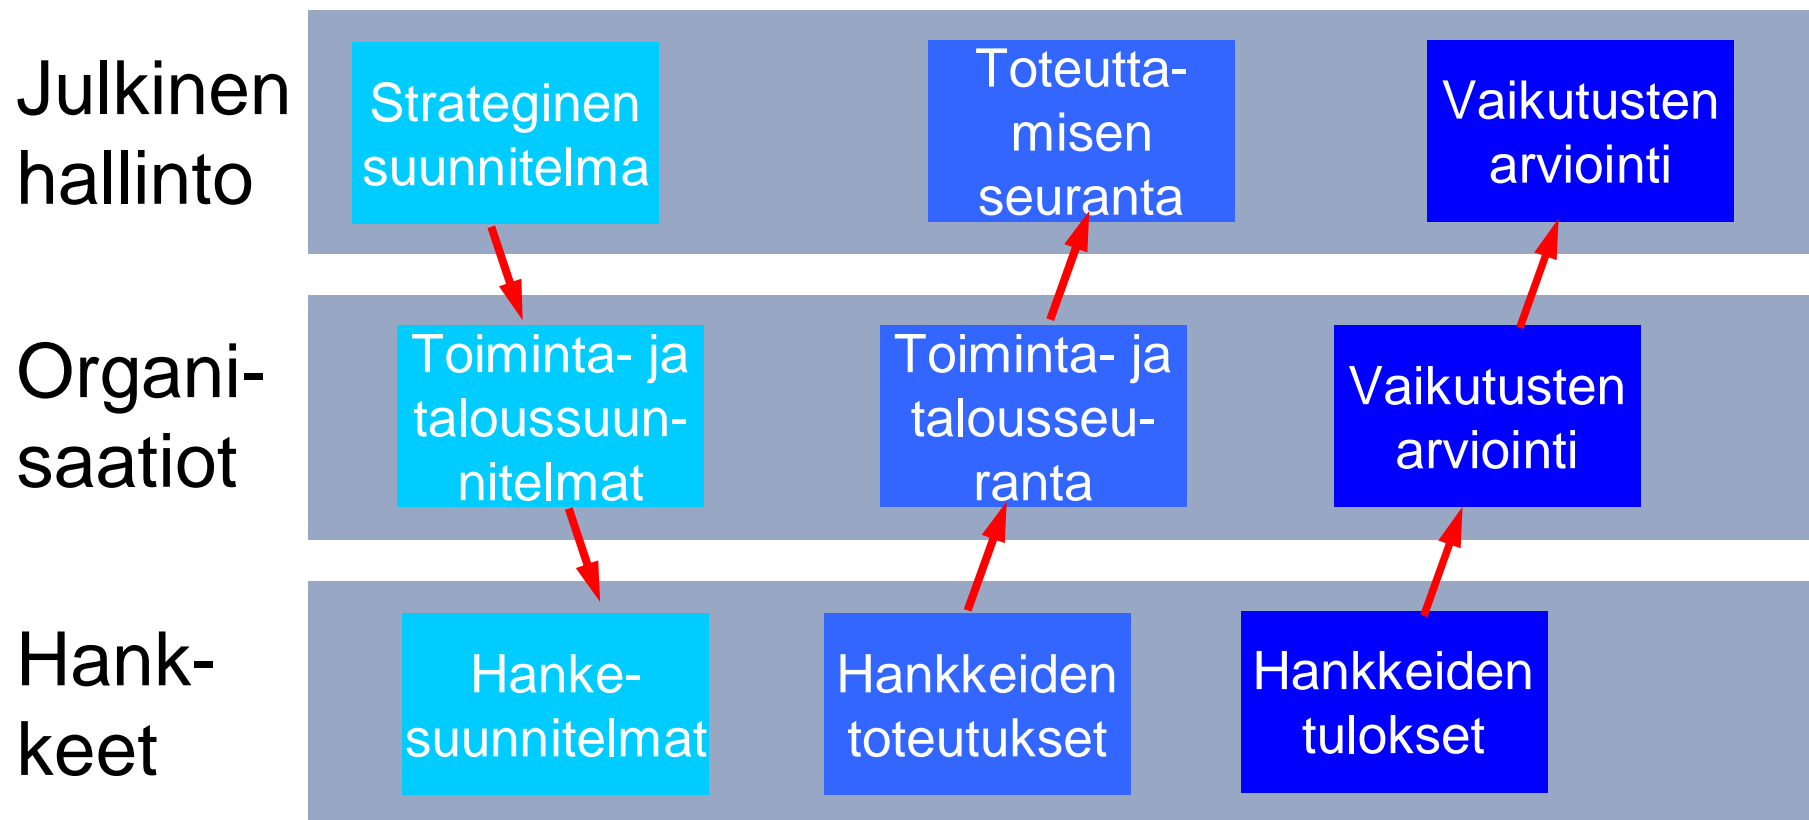 Julkinen
hallinto
Strateginen
suunnitelma
Toteutta-
misen
seuranta
Vaikutusten
arviointi
Organi-
saatiot
Toiminta- ja
taloussuun-
nitelmat
Toiminta- ja
talousseu-
ranta
Vaikutusten
arviointi
Hank-
keet
Hanke-
suunnitelmat
Hankkeiden
toteutukset
Hankkeiden
tulokset